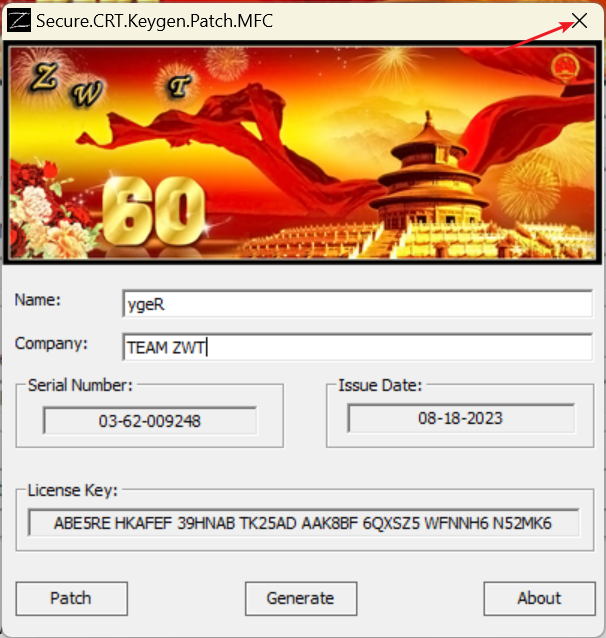 Secure.CRT.Keygen.Patch.MFC
Z W T
60
Name:
ygeR
Company:
TEAM ZWT
Serial Number:
Issue Date:
03-62-009248
08-18-2023
License Key:
ABE5RE HKAFEF 39HNAB TK25AD AAK8BF 6QXSZ5 WFNNH6 N52MK6
Patch
Generate
About